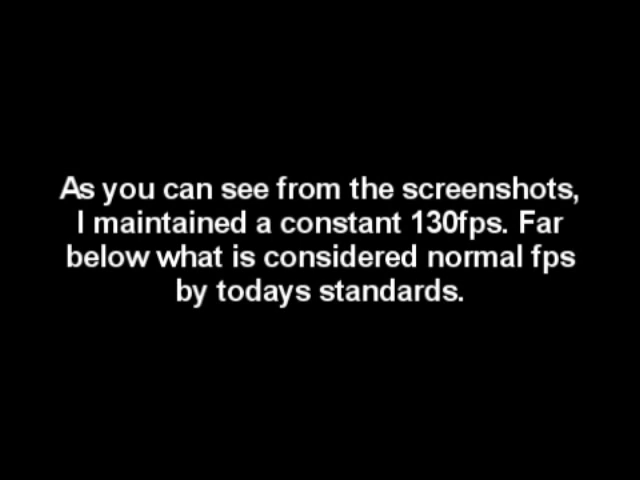 As you can see from the screenshots,
I maintained a constant 130fps. Far
below what is considered normal fps
by todays standards.